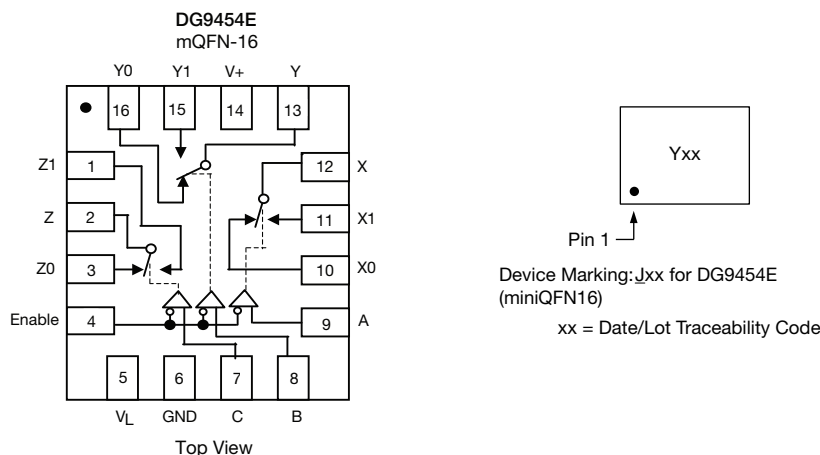 DG9454E
mQFN-16
Y0 Y1 V+ Y
16 15 14 13
Z1 1 12 X
Z 2 11 X1
Z0 3 10 X0
Enable 4 9 A
5 6 7 8
VL GND C B
Top View
Yxx
Pin 1
Device Marking: Jxx for DG9454E
(miniQFN16)
xx = Date/Lot Traceability Code